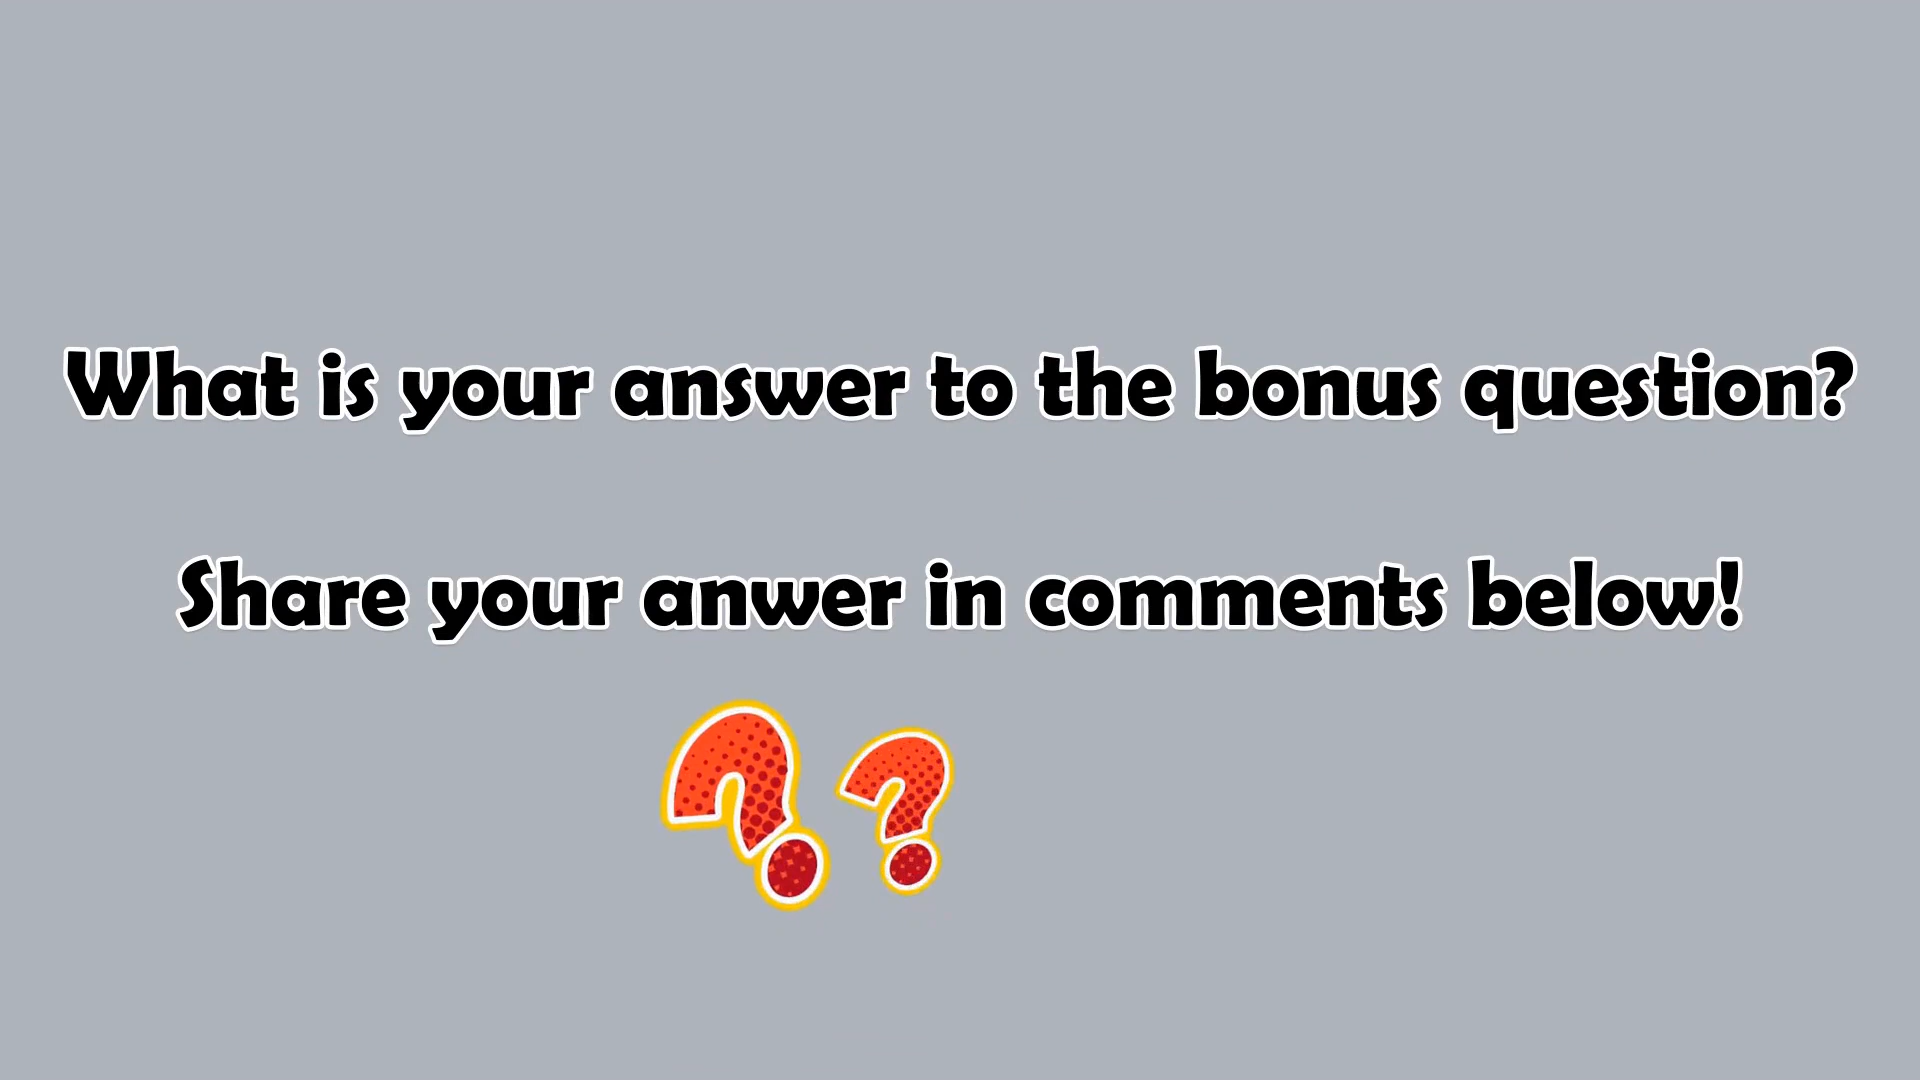 What is your answer to the bonus question?
Share your anwer in comments below!